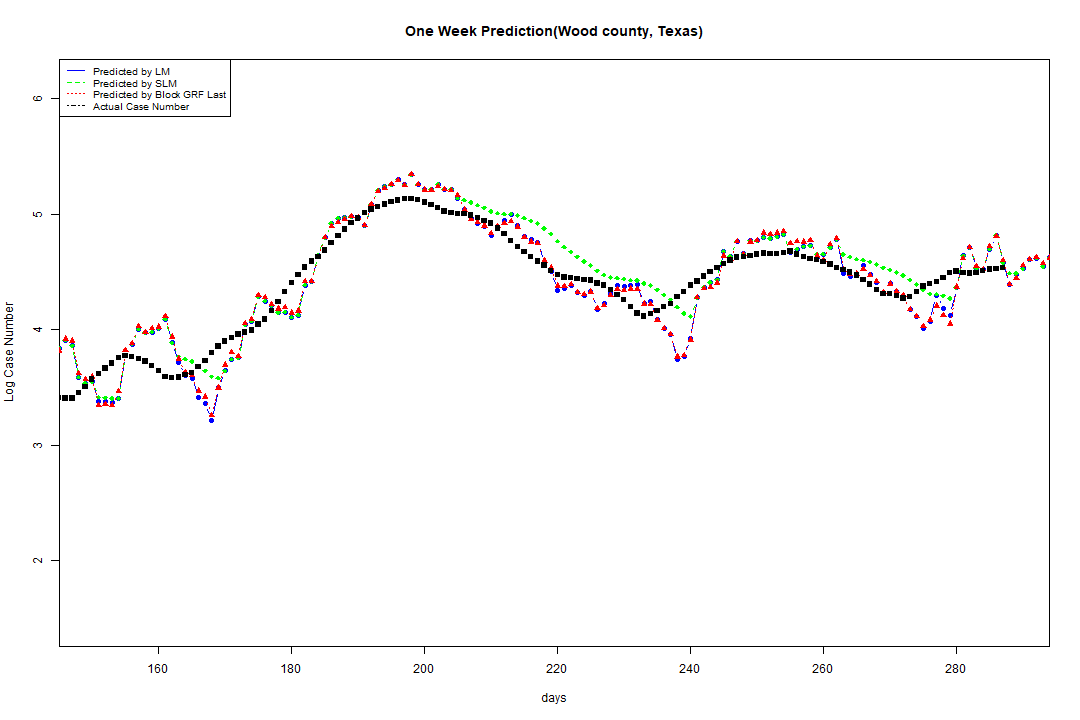 One Week Prediction(Wood county, Texas)
Predicted by LM
Predicted by SLM
Predicted by Block GRF Last
Actual Case Number
6
5
4
3
2
Log Case Number
160 180 200 220 240 260 280
days